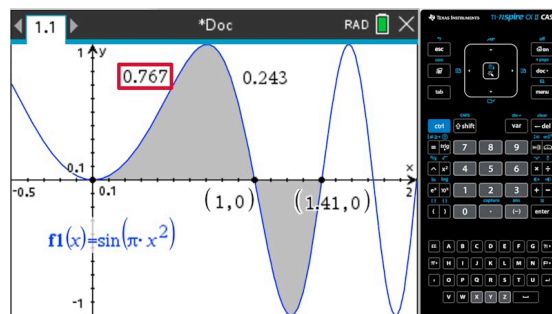 1.1
*Doc
RAD
TEXAS INSTRUMENTS
TI-nspire CX II CAS
1
y
0.767
0.243
0.1
x
-0.5
0.1
2
(1,0)
(1.41,0)
f1(x)=sin(π·x²)
-1
esc
on
doc
tab
menu
ctrl
shift
var
del
7
8
9
4
5
6
1
2
3
0
(-)
enter
EE
A
B
C
D
E
F
G
H
I
J
K
L
M
N
O
P
Q
R
S
T
U
V
W
X
Y
Z